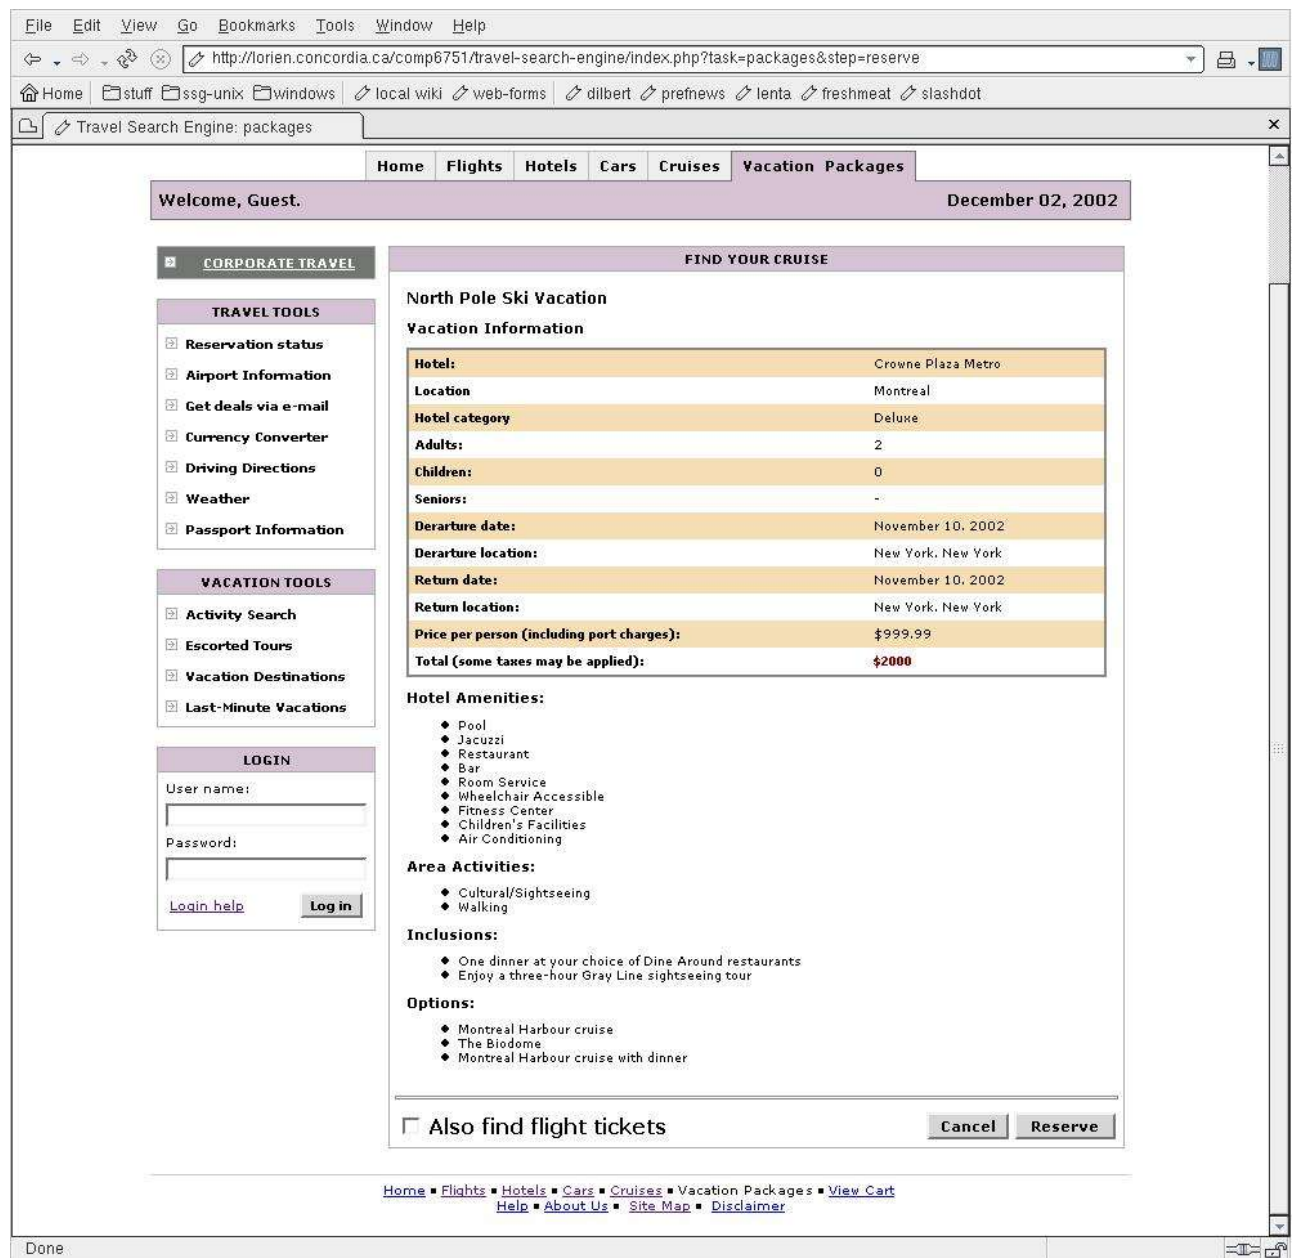 File Edit View Go Bookmarks Tools Window Help
http://lorien.concordia.ca/comp6751/travel-search-engine/index.php?task=packages&step=reserve
Home stuff ssg-unix windows local wiki web-forms dilbert prefnews lenta freshmeat slashdot
Travel Search Engine: packages
Home Flights Hotels Cars Cruises Vacation Packages
Welcome, Guest. December 02, 2002
CORPORATE TRAVEL
TRAVEL TOOLS
Reservation status
Airport Information
Get deals via e-mail
Currency Converter
Driving Directions
Weather
Passport Information
VACATION TOOLS
Activity Search
Escorted Tours
Vacation Destinations
Last-Minute Vacations
LOGIN
User name:
Password:
Login help Log in
FIND YOUR CRUISE
North Pole Ski Vacation
Vacation Information
Hotel: Crowne Plaza Metro
Location Montreal
Hotel category Deluxe
Adults: 2
Children: 0
Seniors: -
Derarture date: November 10. 2002
Derarture location: New York. New York
Return date: November 10. 2002
Return location: New York. New York
Price per person (including port charges): $999.99
Total (some taxes may be applied): $2000
Hotel Amenities:
Pool
Jacuzzi
Restaurant
Bar
Room Service
Wheelchair Accessible
Fitness Center
Children's Facilities
Air Conditioning
Area Activities:
Cultural/Sightseeing
Walking
Inclusions:
One dinner at your choice of Dine Around restaurants
Enjoy a three-hour Gray Line sightseeing tour
Options:
Montreal Harbour cruise
The Biodome
Montreal Harbour cruise with dinner
Also find flight tickets Cancel Reserve
Home ▪ Flights ▪ Hotels ▪ Cars ▪ Cruises ▪ Vacation Packages ▪ View Cart
Help ▪ About Us ▪ Site Map ▪ Disclaimer
Done